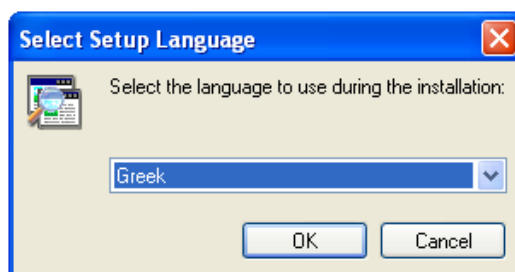 Select Setup Language
Select the language to use during the installation:
Greek
OK
Cancel